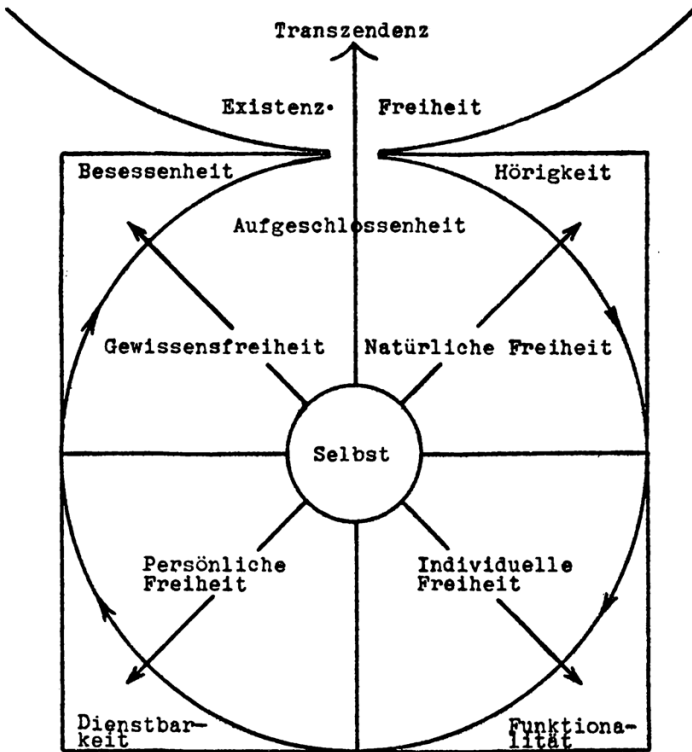 Transzendenz
Existenz· Freiheit
Besessenheit Hörigkeit
Aufgeschlossenheit
Gewissensfreiheit Natürliche Freiheit
Selbst
Persönliche Individuelle
Freiheit Freiheit
Dienstbar- Funktiona-
keit lität